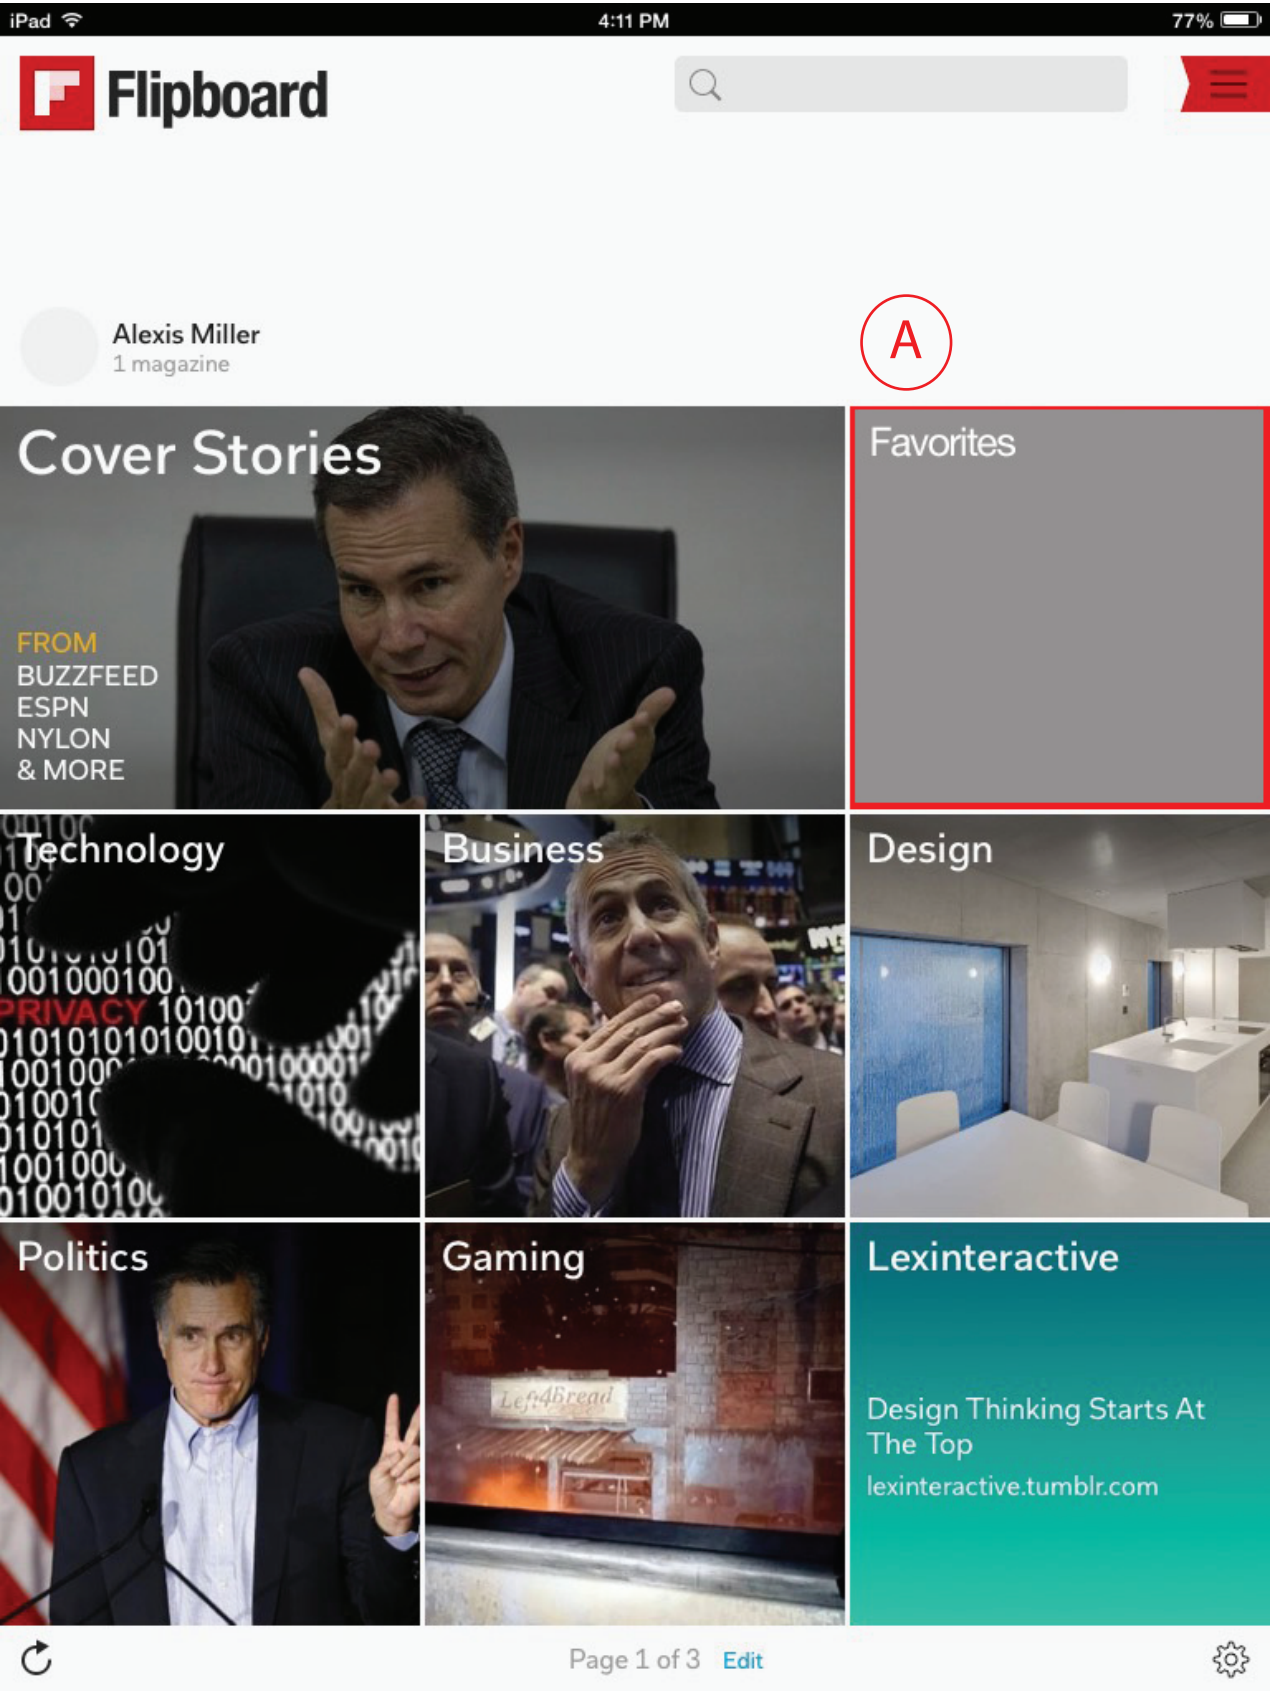 iPad
4:11 PM
77%
Flipboard
Alexis Miller
1 magazine
A
Cover Stories
FROM
BUZZFEED
ESPN
NYLON
& MORE
Favorites
Technology
PRIVACY
Business
Design
Politics
Gaming
Left4Bread
Lexinteractive
Design Thinking Starts At
The Top
lexinteractive.tumblr.com
Page 1 of 3 Edit